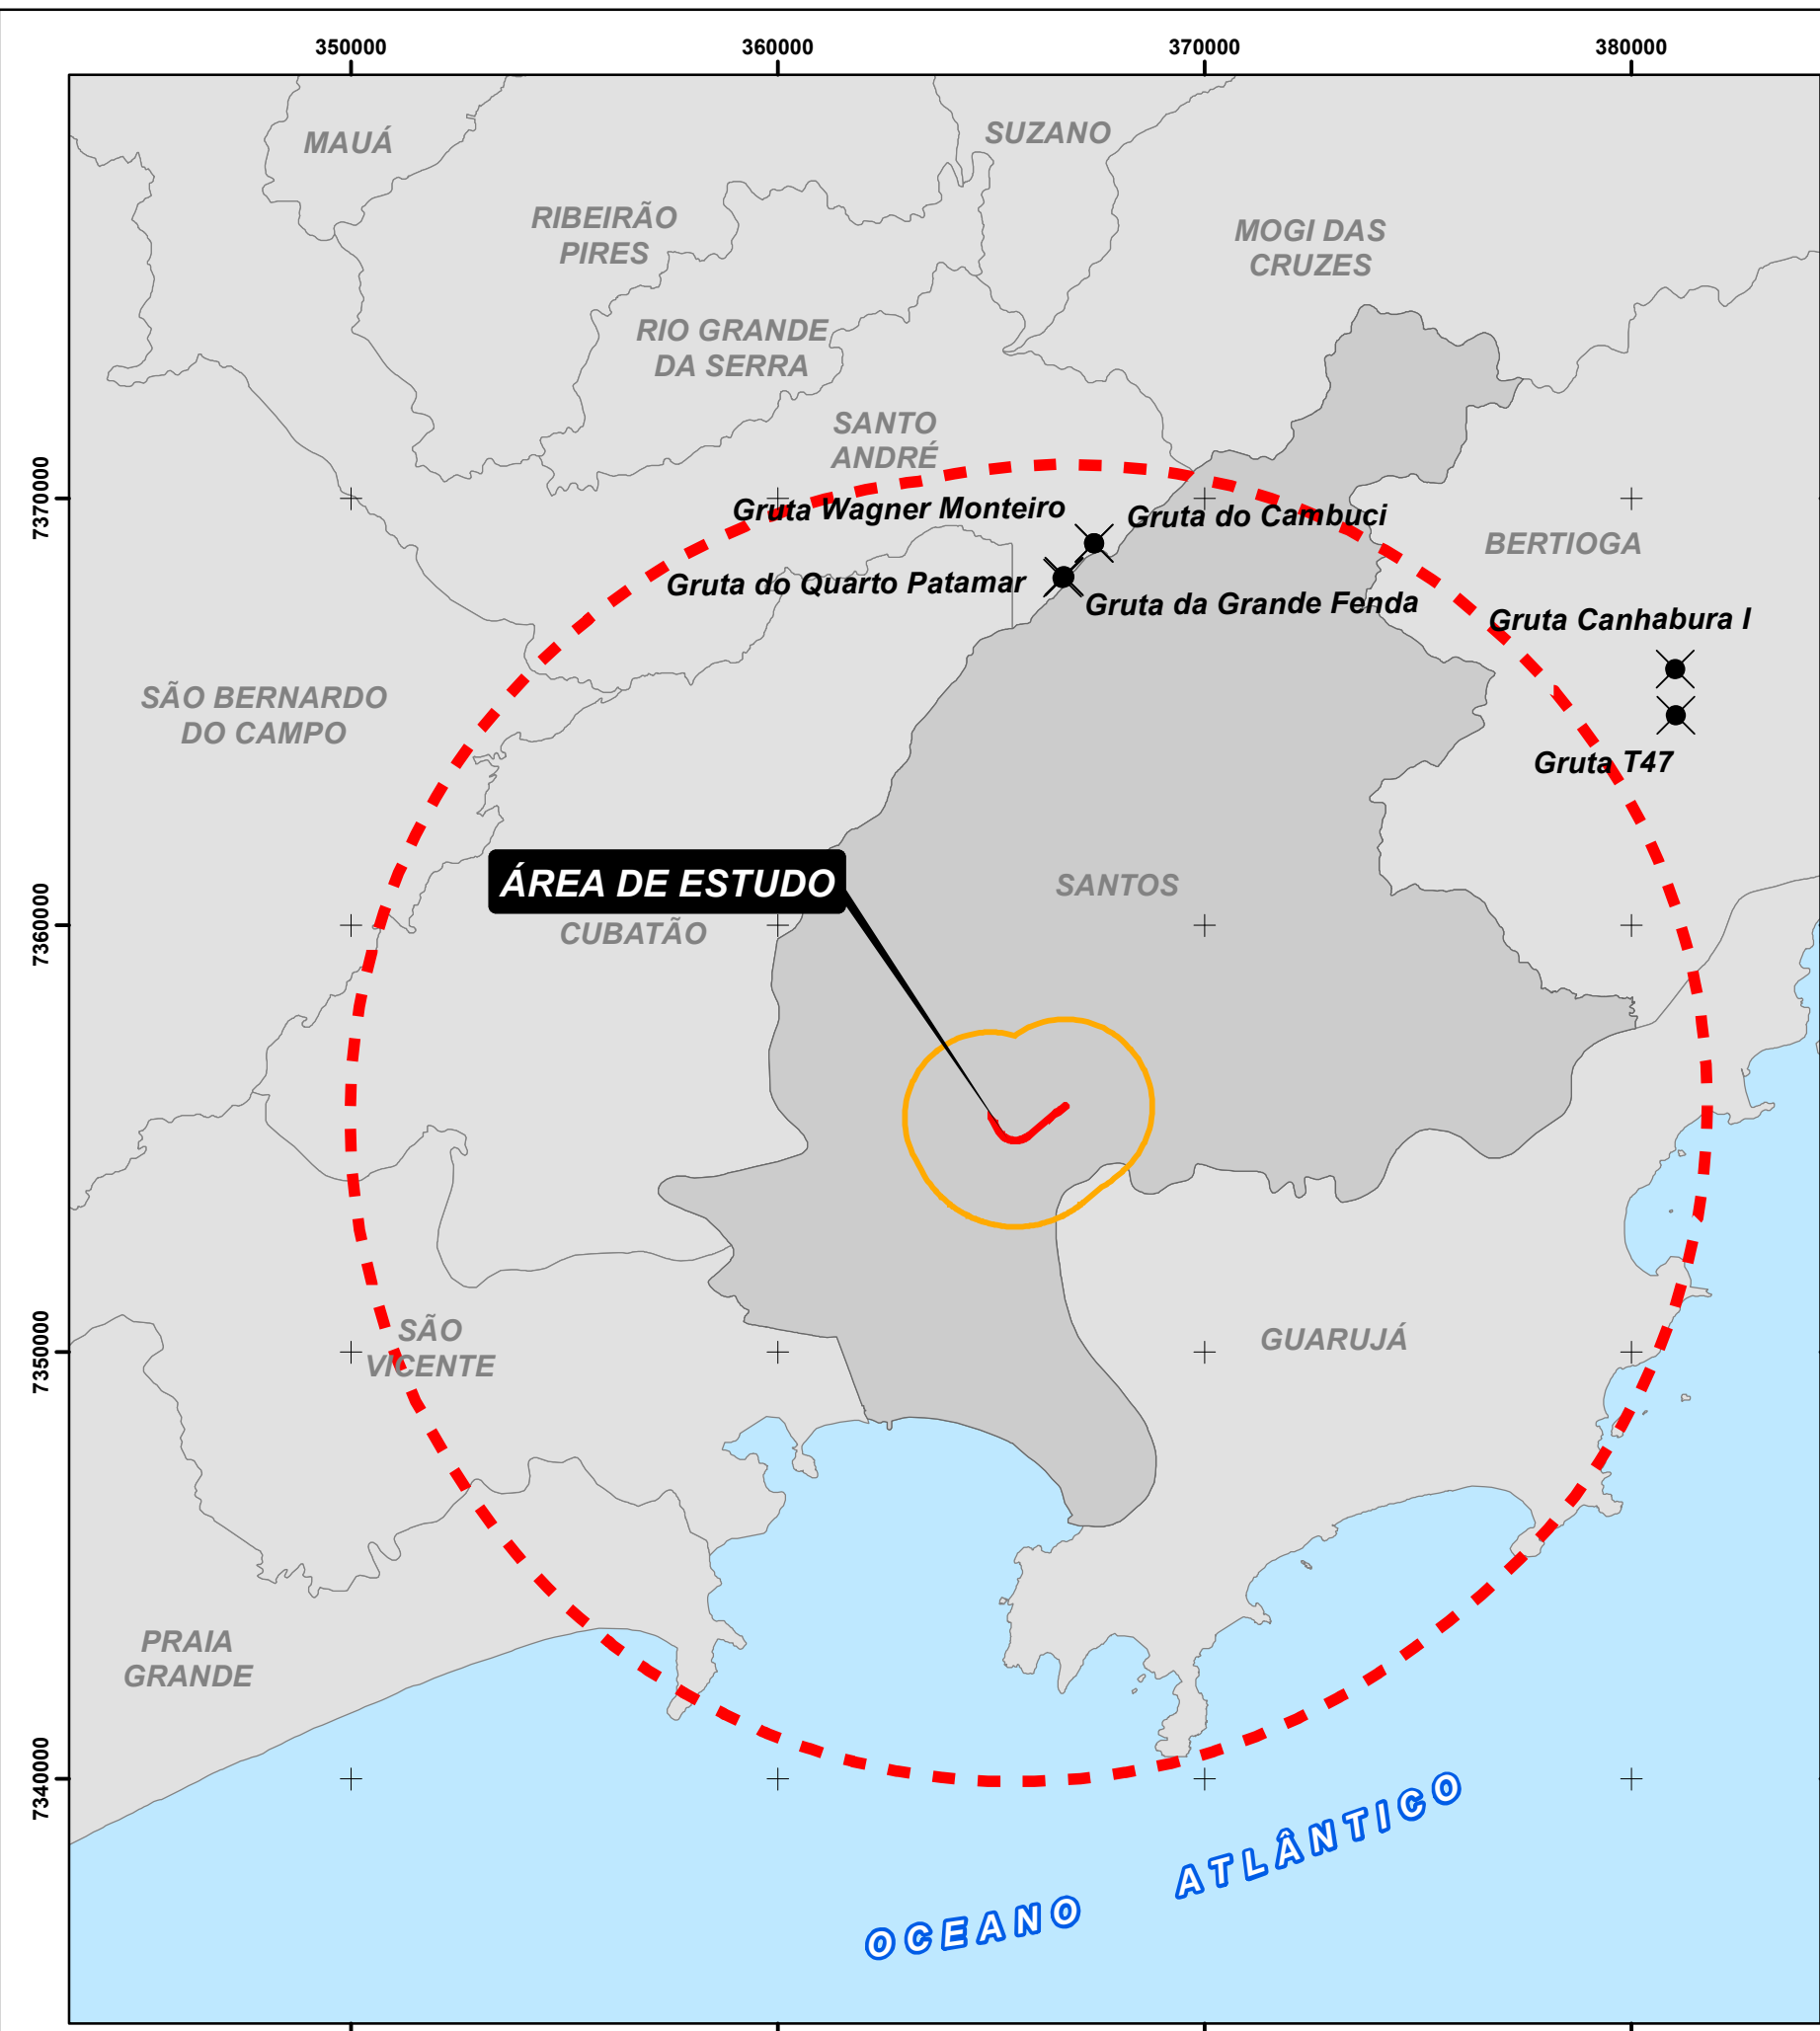 350000
360000
370000
380000
MAUÁ
SUZANO
RIBEIRÃO
PIRES
MOGI DAS
CRUZES
RIO GRANDE
DA SERRA
SANTO
ANDRÉ
7370000
Gruta Wagner Monteiro
Gruta do Cambuci
BERTIOGA
Gruta do Quarto Patamar
Gruta da Grande Fenda
Gruta Canhabura I
SÃO BERNARDO
DO CAMPO
Gruta T47
ÁREA DE ESTUDO
SANTOS
CUBATÃO
7360000
SÃO
VICENTE
GUARUJÁ
7350000
PRAIA
GRANDE
7340000
OCEANO ATLÂNTICO